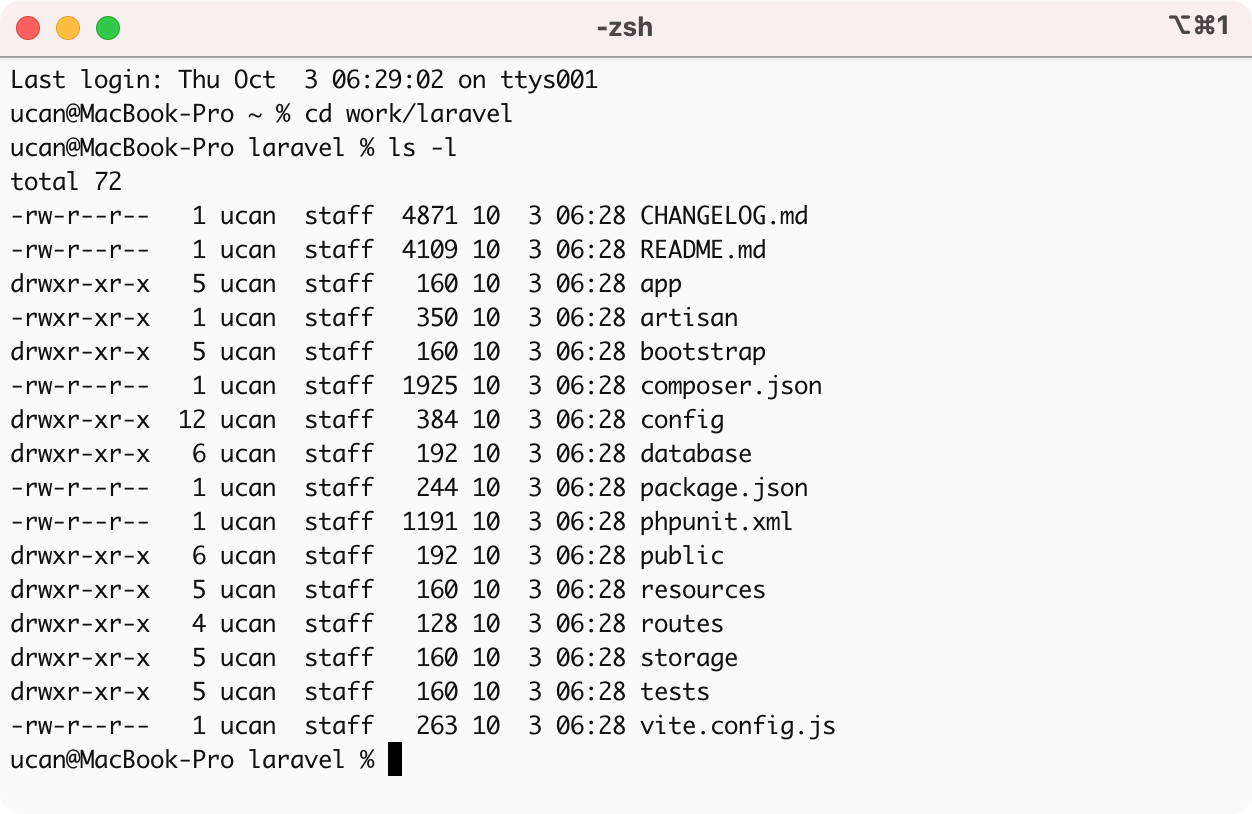 -zsh ⌥⌘1
Last login: Thu Oct  3 06:29:02 on ttys001
ucan@MacBook-Pro ~ % cd work/laravel
ucan@MacBook-Pro laravel % ls -l
total 72
-rw-r--r--   1 ucan  staff  4871 10  3 06:28 CHANGELOG.md
-rw-r--r--   1 ucan  staff  4109 10  3 06:28 README.md
drwxr-xr-x   5 ucan  staff   160 10  3 06:28 app
-rwxr-xr-x   1 ucan  staff   350 10  3 06:28 artisan
drwxr-xr-x   5 ucan  staff   160 10  3 06:28 bootstrap
-rw-r--r--   1 ucan  staff  1925 10  3 06:28 composer.json
drwxr-xr-x  12 ucan  staff   384 10  3 06:28 config
drwxr-xr-x   6 ucan  staff   192 10  3 06:28 database
-rw-r--r--   1 ucan  staff   244 10  3 06:28 package.json
-rw-r--r--   1 ucan  staff  1191 10  3 06:28 phpunit.xml
drwxr-xr-x   6 ucan  staff   192 10  3 06:28 public
drwxr-xr-x   5 ucan  staff   160 10  3 06:28 resources
drwxr-xr-x   4 ucan  staff   128 10  3 06:28 routes
drwxr-xr-x   5 ucan  staff   160 10  3 06:28 storage
drwxr-xr-x   5 ucan  staff   160 10  3 06:28 tests
-rw-r--r--   1 ucan  staff   263 10  3 06:28 vite.config.js
ucan@MacBook-Pro laravel %